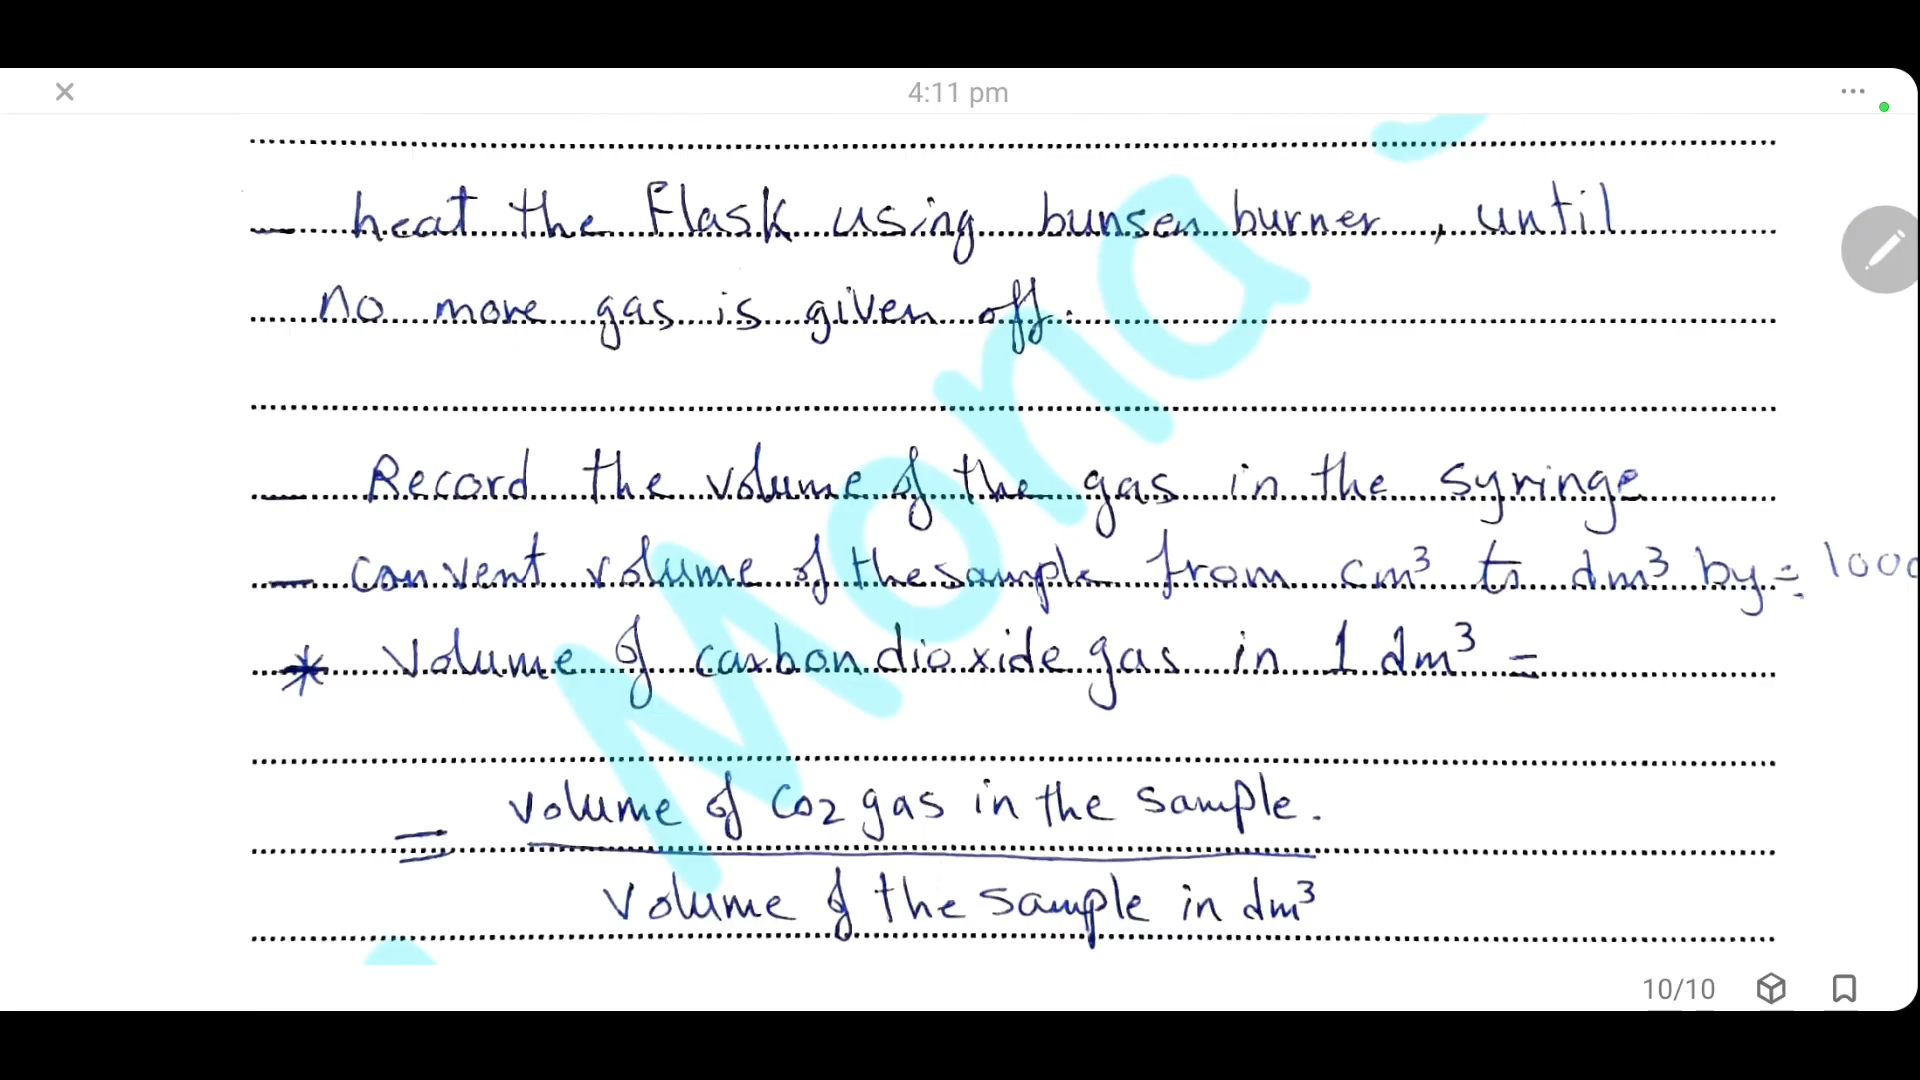 4:11 pm
— heat the Flask using bunsen burner, until
no more gas is given off.
— Record the volume of the gas in the syringe
— convent volume of the sample from cm³ to dm³ by ÷ 1000
* Volume of carbon dioxide gas in 1 dm³ =
= volume of CO2 gas in the sample.
Volume of the sample in dm³
Mona
10/10